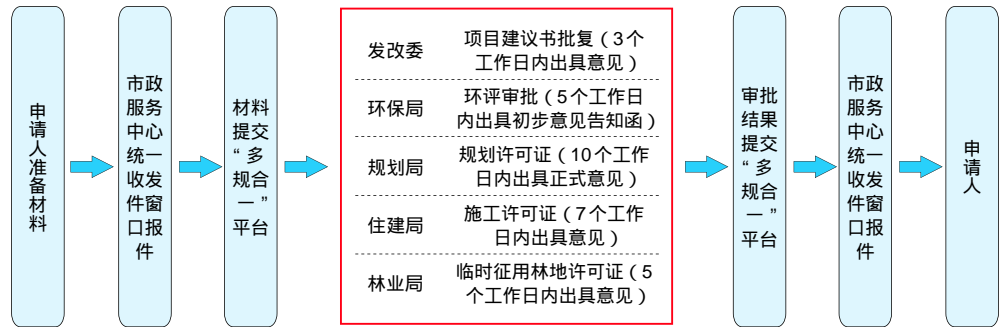 申请人准备材料
市政
服务
中心
统一
收发
件窗
口报
件
材料
提交
“多
规合
一”
平台
发改委
项目建议书批复（3个
工作日内出具意见）
环保局
环评审批（5个工作日
内出具初步意见告知函）
规划局
规划许可证（10个工作
日内出具正式意见）
住建局
施工许可证（7个工作
日内出具意见）
林业局
临时征用林地许可证（5
个工作日内出具意见）
审批
结果
提交
“多
规合
一”
平台
市政
服务
中心
统一
收发
件窗
口报
件
申请人